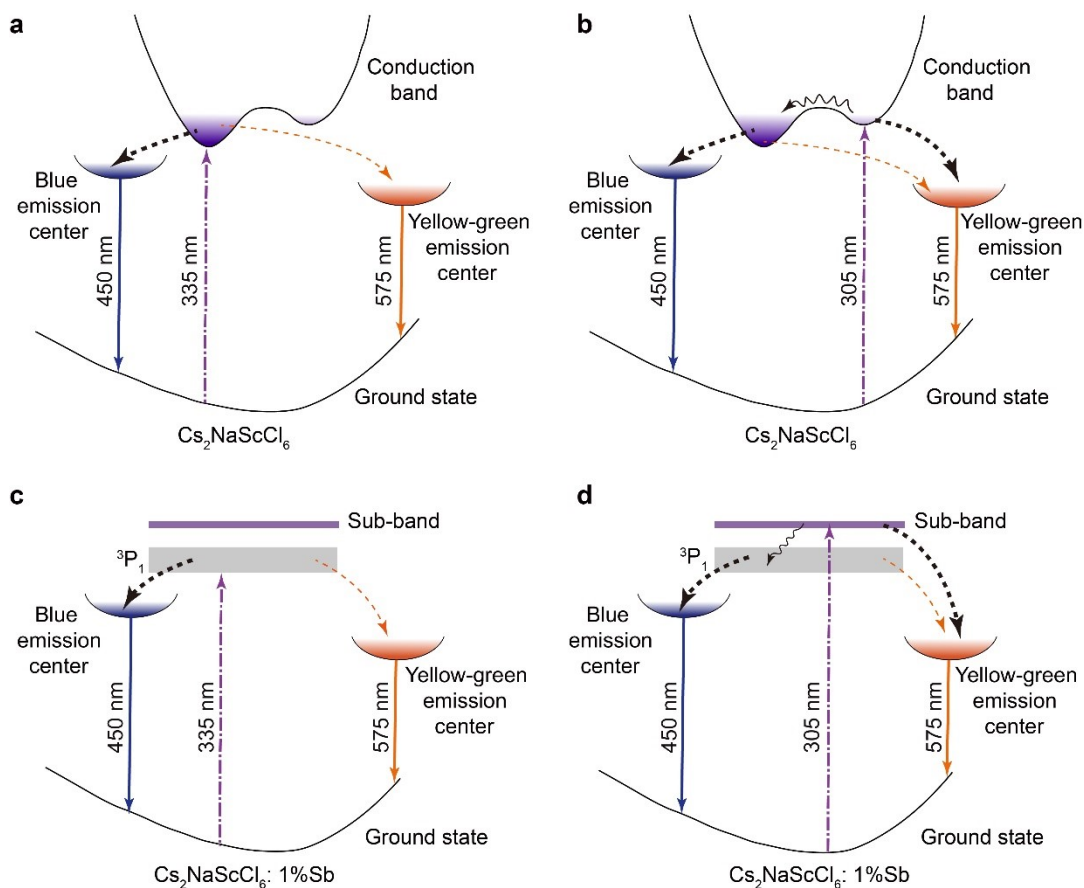 a
Conduction
band
Blue
emission
center
Yellow-green
emission
center
450 nm
335 nm
575 nm
Ground state
Cs₂NaScCl₆
b
Conduction
band
Blue
emission
center
Yellow-green
emission
center
450 nm
305 nm
575 nm
Ground state
Cs₂NaScCl₆
c
Sub-band
³P₁
Blue
emission
center
Yellow-green
emission
center
450 nm
335 nm
575 nm
Ground state
Cs₂NaScCl₆: 1%Sb
d
Sub-band
³P₁
Blue
emission
center
Yellow-green
emission
center
450 nm
305 nm
575 nm
Ground state
Cs₂NaScCl₆: 1%Sb